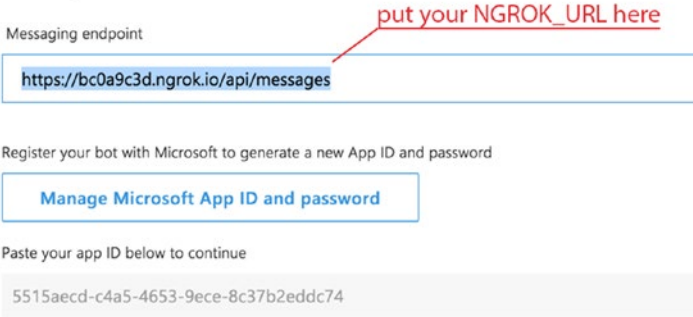 put your NGROK_URL here
Messaging endpoint
https://bc0a9c3d.ngrok.io/api/messages
Register your bot with Microsoft to generate a new App ID and password
Manage Microsoft App ID and password
Paste your app ID below to continue
5515aecd-c4a5-4653-9ece-8c37b2eddc74